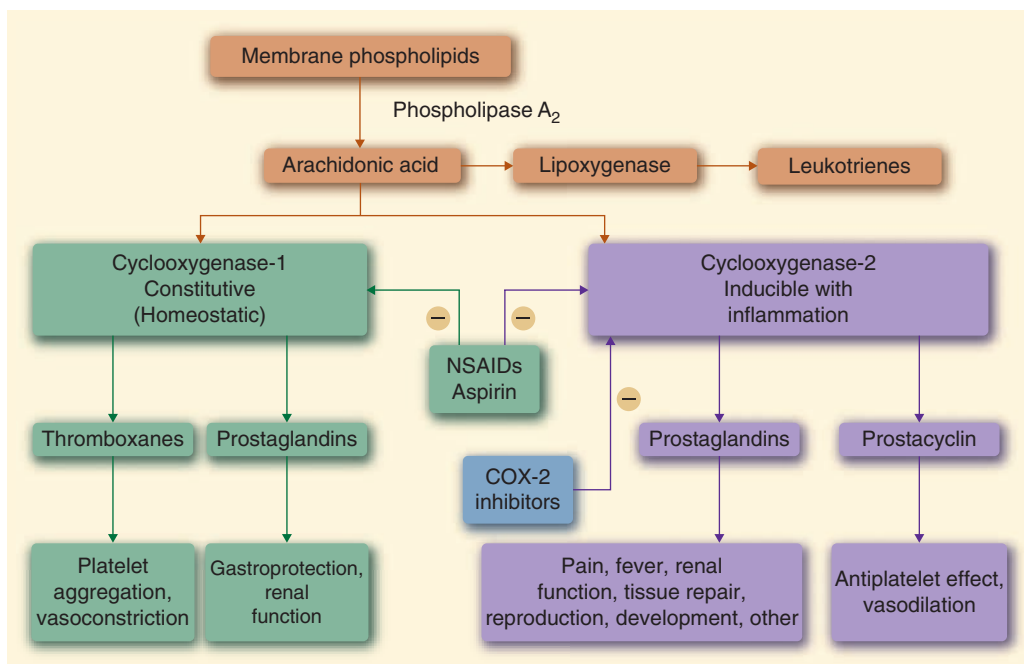 Membrane phospholipids
Phospholipase A₂
Arachidonic acid
Lipoxygenase
Leukotrienes
Cyclooxygenase-1
Constitutive
(Homeostatic)
Cyclooxygenase-2
Inducible with
inflammation
−
−
NSAIDs
Aspirin
−
Thromboxanes
Prostaglandins
Prostaglandins
Prostacyclin
COX-2
inhibitors
Platelet
aggregation,
vasoconstriction
Gastroprotection,
renal
function
Pain, fever, renal
function, tissue repair,
reproduction, development, other
Antiplatelet effect,
vasodilation